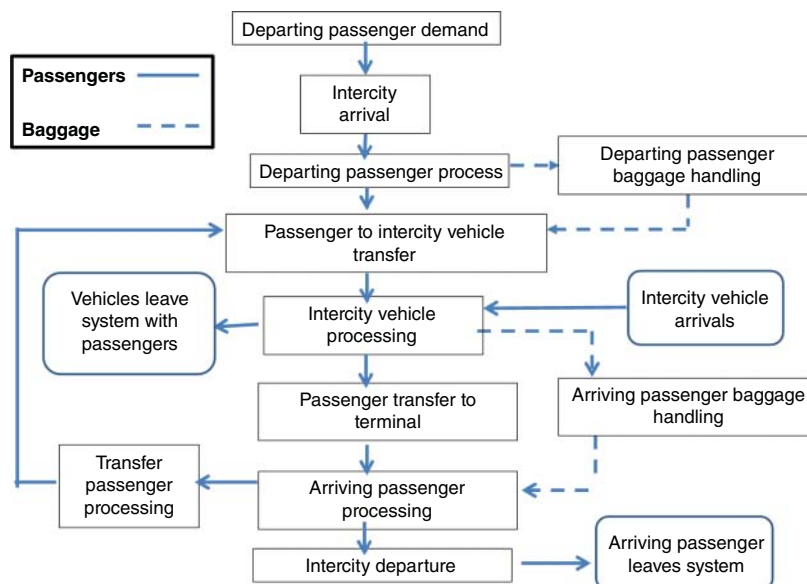 Departing passenger demand
Passengers
Baggage
Intercity
arrival
Departing passenger process
Departing passenger
baggage handling
Passenger to intercity vehicle
transfer
Vehicles leave
system with
passengers
Intercity vehicle
processing
Intercity vehicle
arrivals
Passenger transfer to
terminal
Arriving passenger baggage
handling
Transfer
passenger
processing
Arriving passenger
processing
Intercity departure
Arriving passenger
leaves system